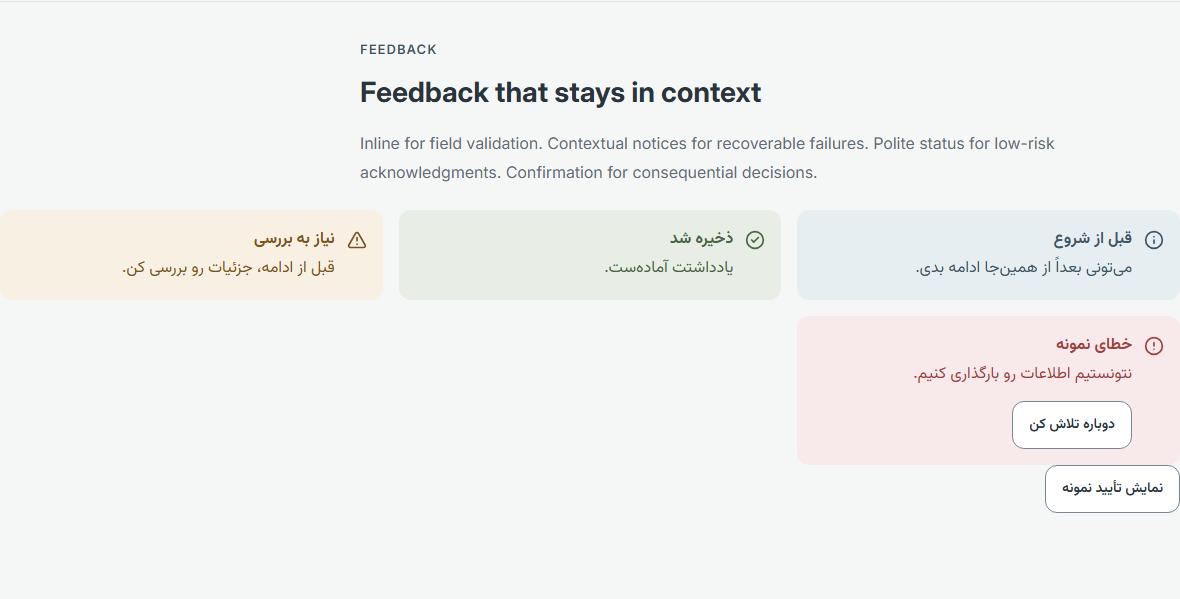 FEEDBACK
Feedback that stays in context
Inline for field validation. Contextual notices for recoverable failures. Polite status for low-risk
acknowledgments. Confirmation for consequential decisions.
قبل از شروع
می‌تونی بعداً از همین‌جا ادامه بدی.
ذخیره شد
یادداشتت آماده‌ست.
نیاز به بررسی
قبل از ادامه، جزئیات رو بررسی کن.
خطای نمونه
نتونستیم اطلاعات رو بارگذاری کنیم.
دوباره تلاش کن
نمایش تأیید نمونه